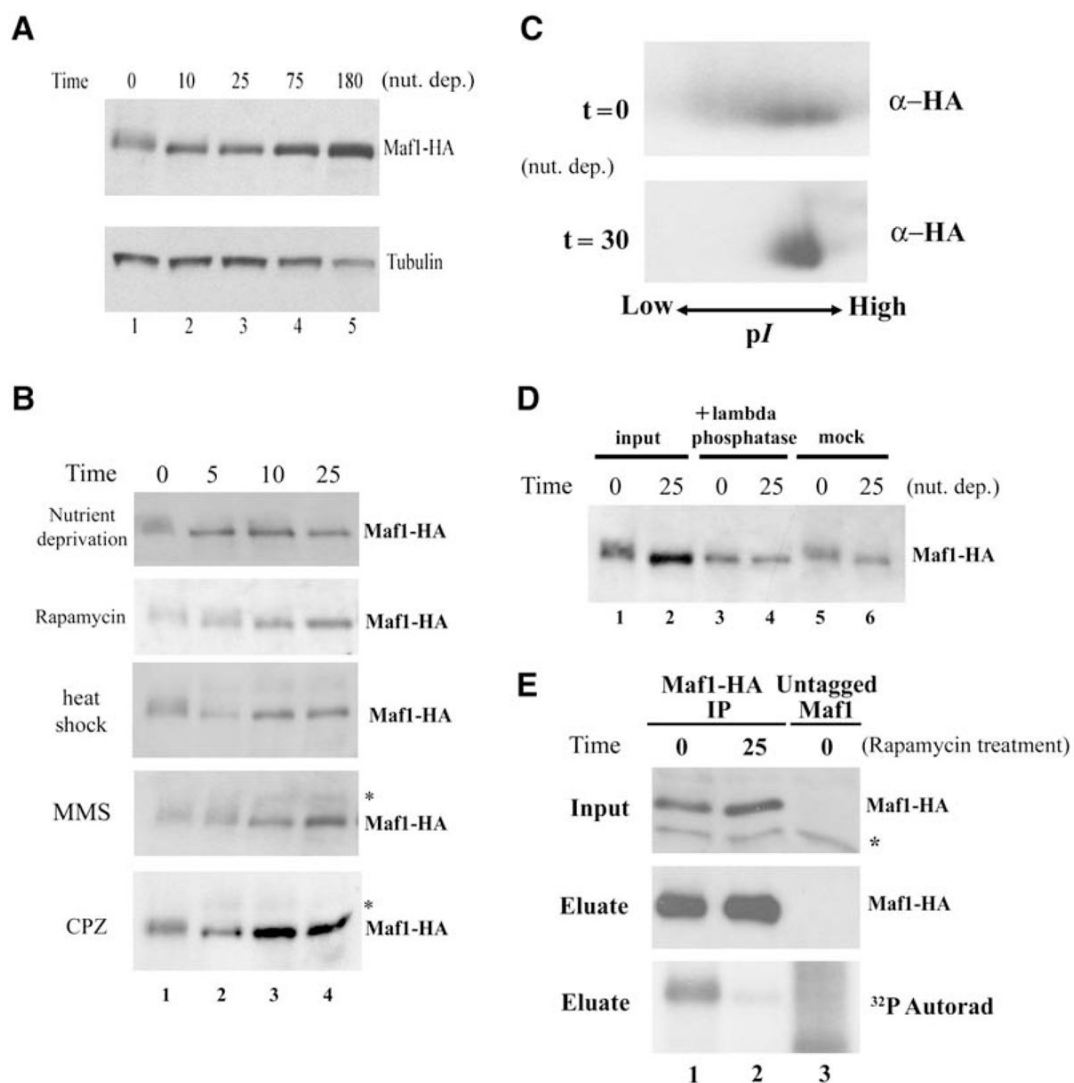 A
Time 0 10 25 75 180 (nut. dep.)
Maf1-HA
Tubulin
1 2 3 4 5
B
Time 0 5 10 25
Nutrient
deprivation
Maf1-HA
Rapamycin
Maf1-HA
heat
shock
Maf1-HA
MMS
*
Maf1-HA
CPZ
*
Maf1-HA
1 2 3 4
C
t=0
α-HA
(nut. dep.)
t = 30
α-HA
Low High
pI
D
+lambda
input phosphatase mock
Time 0 25 0 25 0 25 (nut. dep.)
Maf1-HA
1 2 3 4 5 6
E
Maf1-HA Untagged
IP Maf1
Time 0 25 0 (Rapamycin treatment)
Input
Maf1-HA
*
Eluate
Maf1-HA
Eluate
³²P Autorad
1 2 3